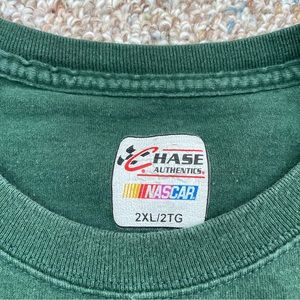 CHASE
AUTHENTICS®
NASCAR
2XL/2TG